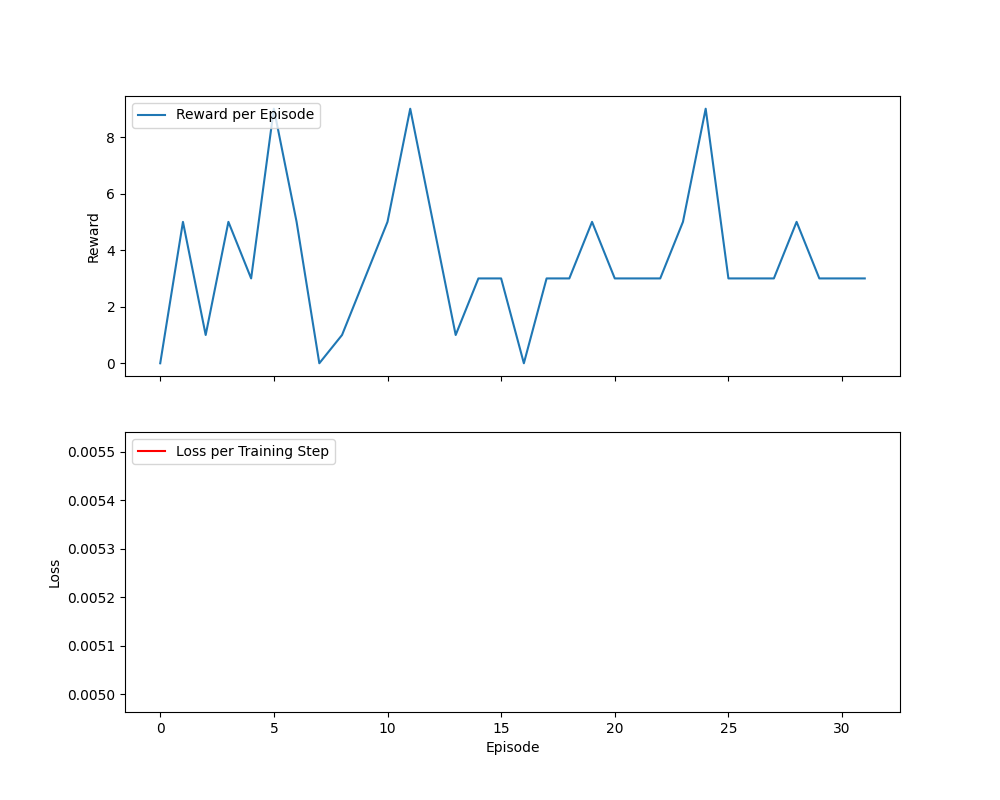 Reward per Episode
8
6
4
2
0
Reward
Loss per Training Step
0.0055
0.0054
0.0053
0.0052
0.0051
0.0050
Loss
0 5 10 15 20 25 30
Episode